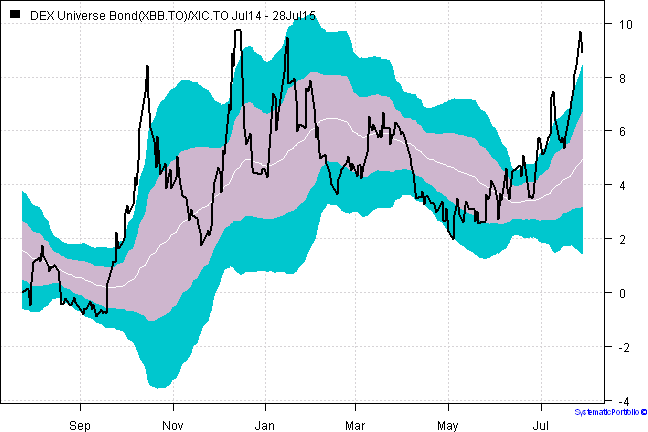 DEX Universe Bond(XBB.TO)/XIC.TO Jul14 - 28Jul15
10
8
6
4
2
0
-2
-4
Sep Nov Jan Mar May Jul
SystematicPortfolio ©